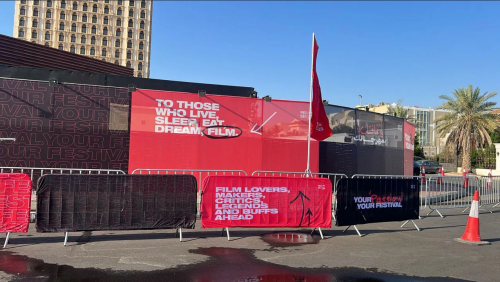 TO THOSE
WHO LIVE,
SLEEP, EAT
DREAM, FILM.
FILM LOVERS,
MAKERS,
CRITICS,
LEGENDS
AND BUFFS
AHEAD
YOUR Passion
YOUR FESTIVAL